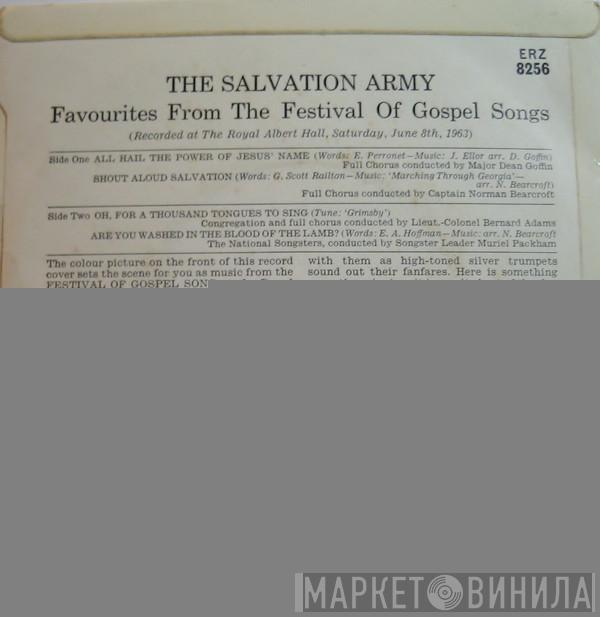 ERZ
8256
THE SALVATION ARMY
Favourites From The Festival Of Gospel Songs
(Recorded at The Royal Albert Hall, Saturday, June 8th, 1963)
Side One ALL HAIL THE POWER OF JESUS' NAME (Words: E. Perronet—Music: J. Ellor arr. D. Goffin)
Full Chorus conducted by Major Dean Goffin
SHOUT ALOUD SALVATION (Words: G. Scott Railton—Music: 'Marching Through Georgia'—
arr. N. Bearcroft)
Full Chorus conducted by Captain Norman Bearcroft
Side Two OH, FOR A THOUSAND TONGUES TO SING (Tune: 'Grimsby')
Congregation and full chorus conducted by Lieut.-Colonel Bernard Adams
ARE YOU WASHED IN THE BLOOD OF THE LAMB? (Words: E. A. Hoffman—Music: arr. N. Bearcroft
The National Songsters, conducted by Songster Leader Muriel Packham
The colour picture on the front of this record
cover sets the scene for you as music from the
FESTIVAL OF GOSPEL SON
with them as high-toned silver trumpets
sound out their fanfares. Here is something
МАРКЕТ ВИНИЛА